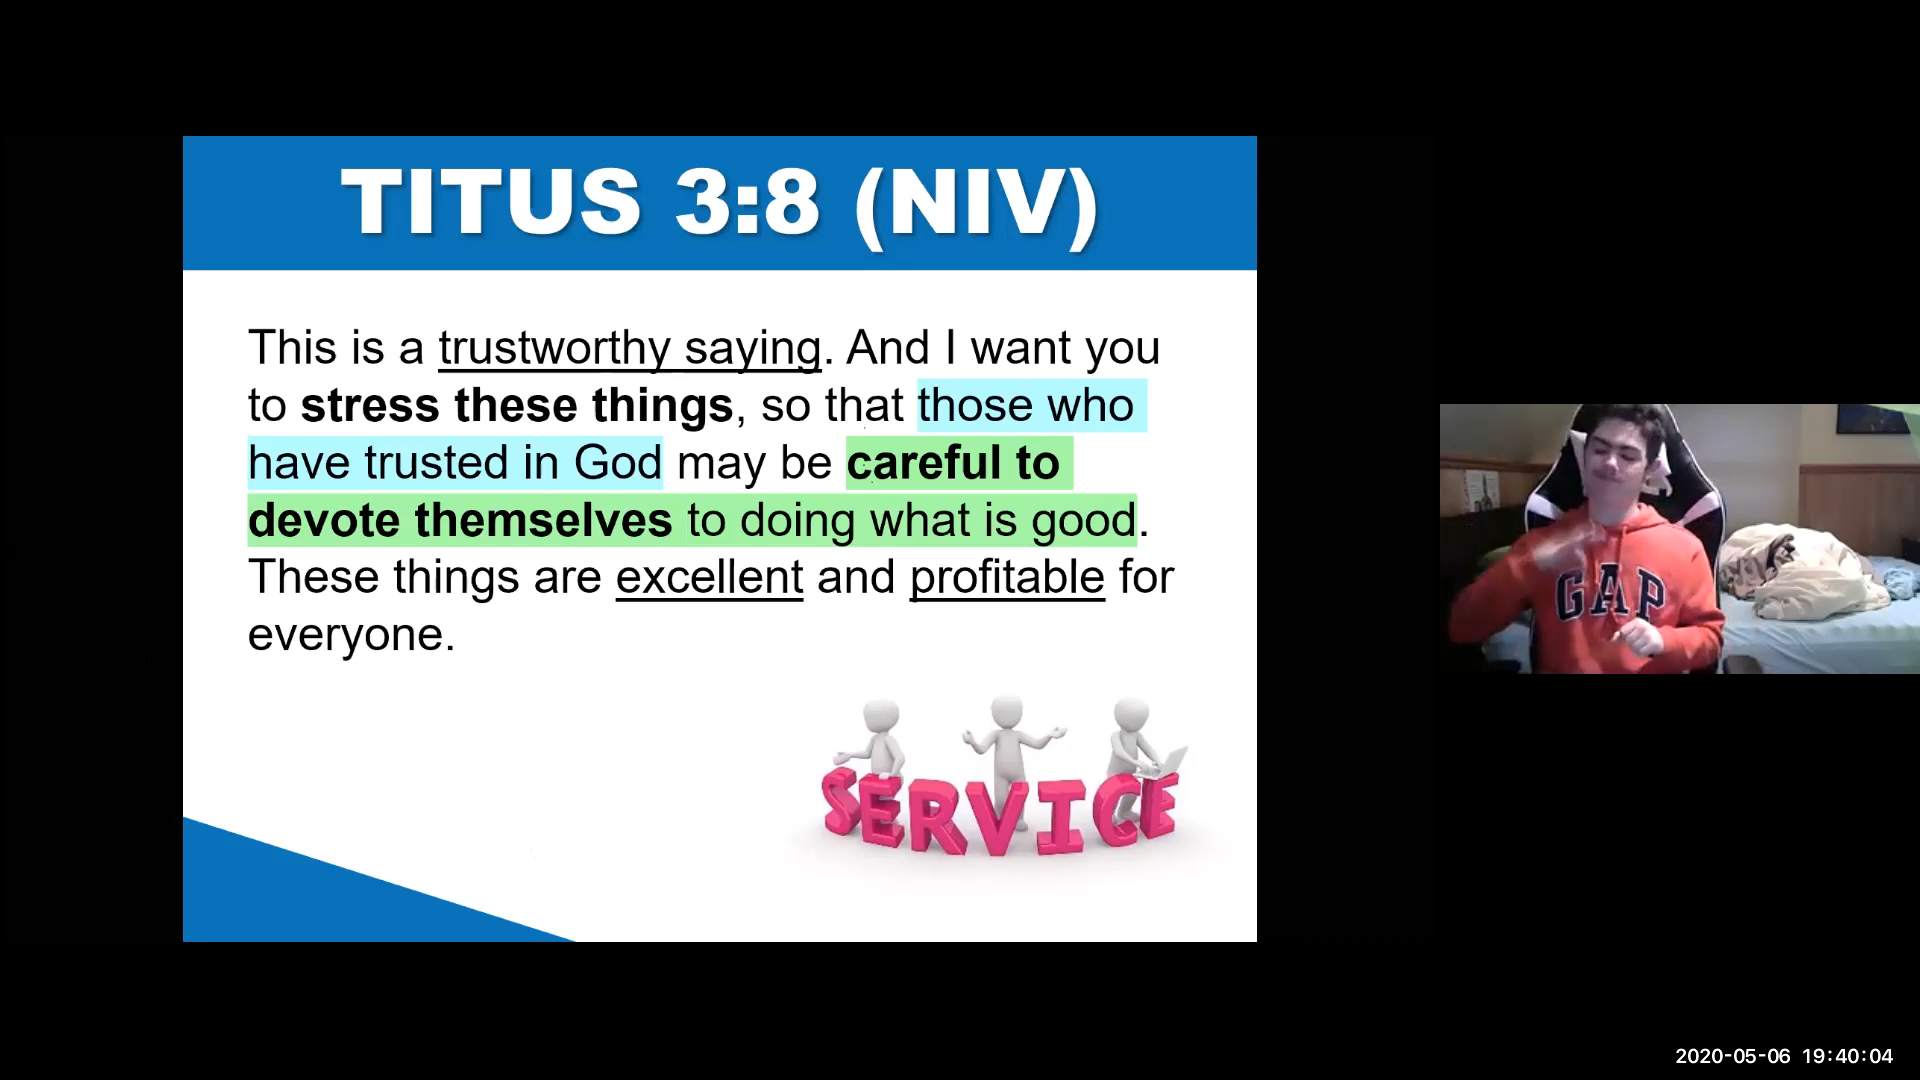 TITUS 3:8 (NIV)
This is a trustworthy saying. And I want you
to stress these things, so that those who
have trusted in God may be careful to
devote themselves to doing what is good.
These things are excellent and profitable for
everyone.
SERVICE
GAP
2020-05-06 19:40:04